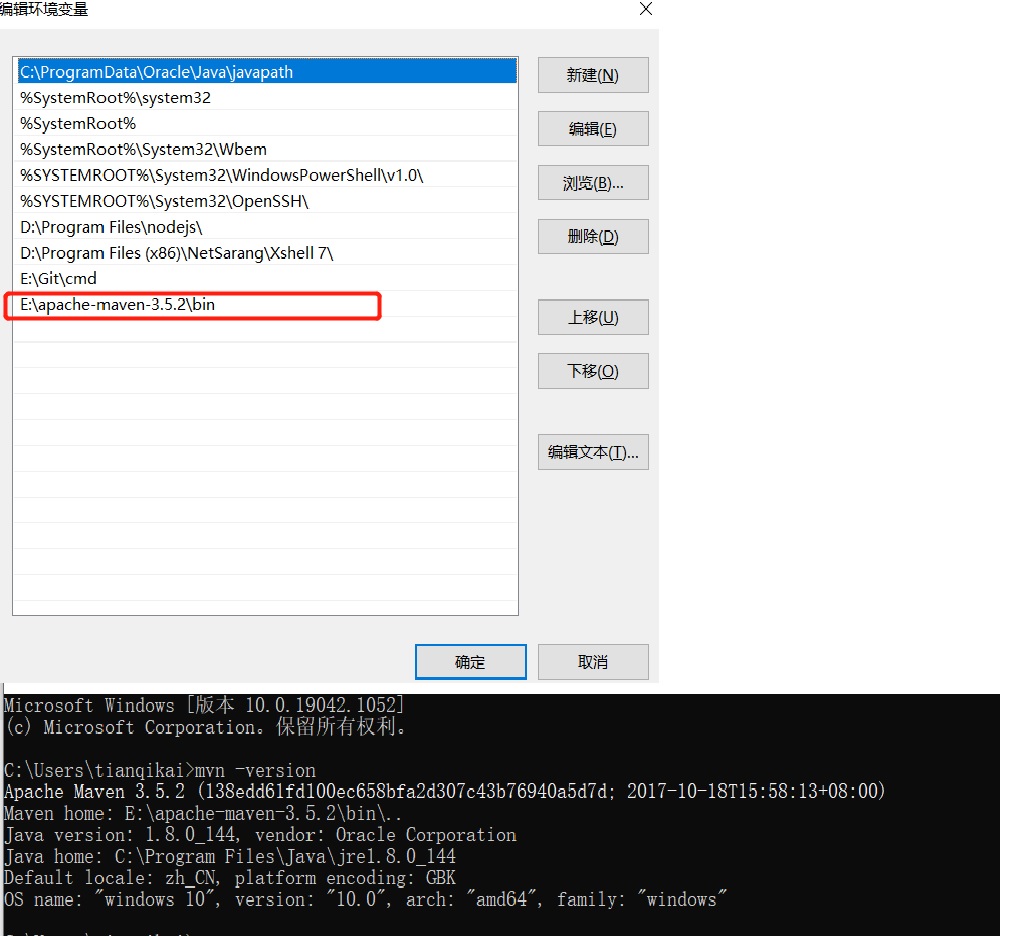 编辑环境变量
C:\ProgramData\Oracle\Java\javapath
%SystemRoot%\system32
%SystemRoot%
%SystemRoot%\System32\Wbem
%SYSTEMROOT%\System32\WindowsPowerShell\v1.0\
%SYSTEMROOT%\System32\OpenSSH\
D:\Program Files\nodejs\
D:\Program Files (x86)\NetSarang\Xshell 7\
E:\Git\cmd
E:\apache-maven-3.5.2\bin
新建(N)
编辑(E)
浏览(B)...
删除(D)
上移(U)
下移(O)
编辑文本(T)...
确定
取消
Microsoft Windows [版本 10.0.19042.1052]
(c) Microsoft Corporation。保留所有权利。
C:\Users\tianqikai>mvn -version
Apache Maven 3.5.2 (138edd61fd100ec658bfa2d307c43b76940a5d7d; 2017-10-18T15:58:13+08:00)
Maven home: E:\apache-maven-3.5.2\bin\..
Java version: 1.8.0_144, vendor: Oracle Corporation
Java home: C:\Program Files\Java\jre1.8.0_144
Default locale: zh_CN, platform encoding: GBK
OS name: "windows 10", version: "10.0", arch: "amd64", family: "windows"